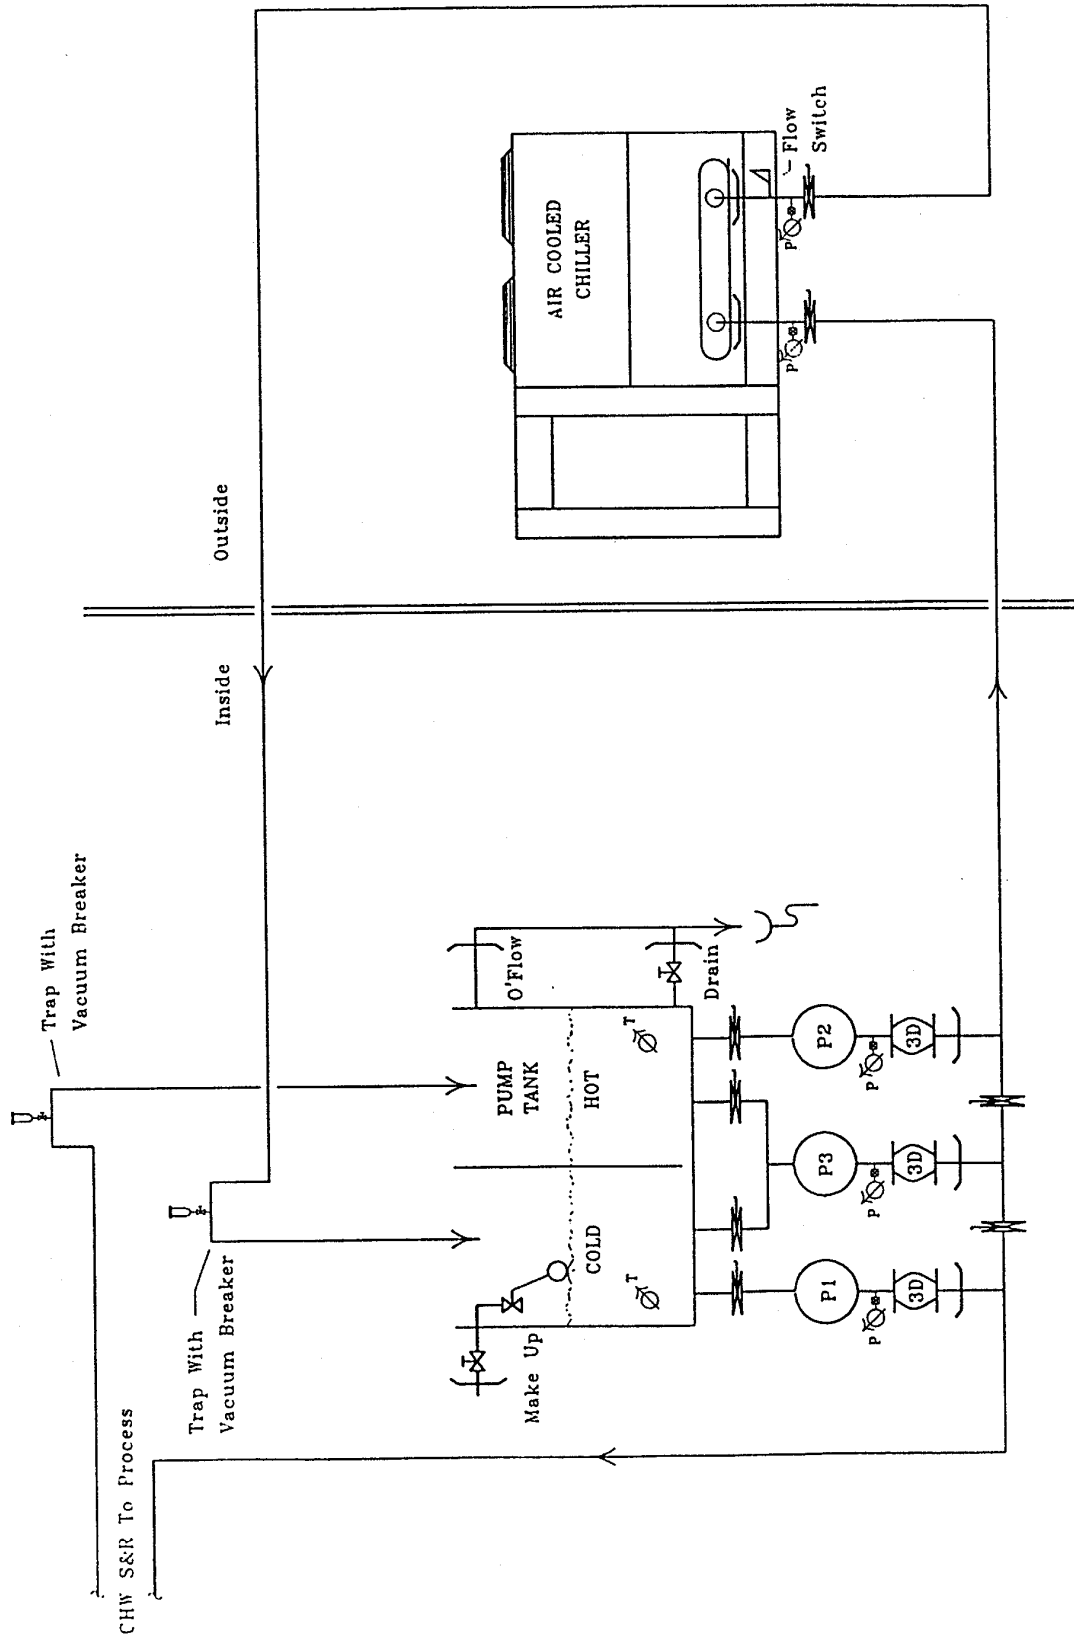 CHW S&R To Process
Trap With
Vacuum Breaker
Trap With
Vacuum Breaker
Inside
Outside
Make Up
COLD
PUMP
TANK
HOT
O'Flow
Drain
T
T
P1
P3
P2
P
P
P
3D
3D
3D
AIR COOLED
CHILLER
P
P
Flow
Switch